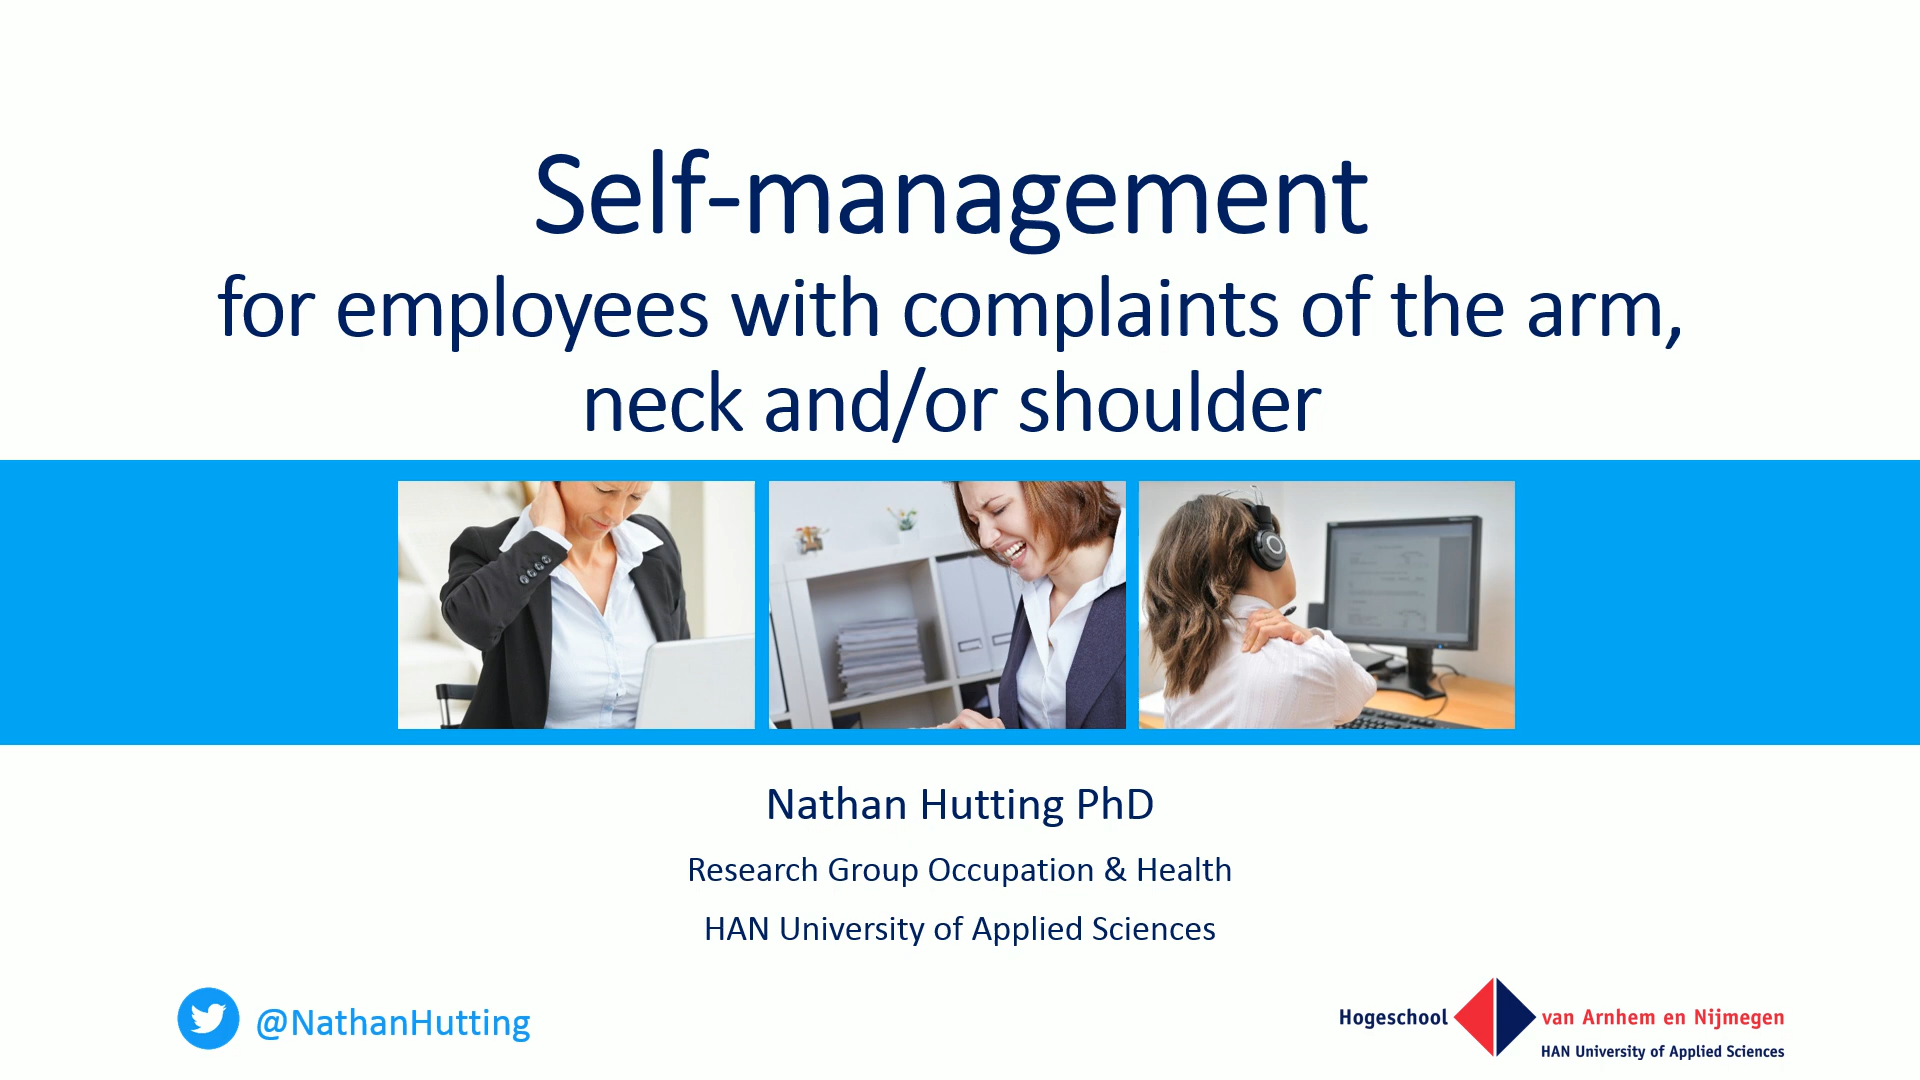 Self-management
for employees with complaints of the arm,
neck and/or shoulder
Nathan Hutting PhD
Research Group Occupation & Health
HAN University of Applied Sciences
@NathanHutting
Hogeschool van Arnhem en Nijmegen
HAN University of Applied Sciences